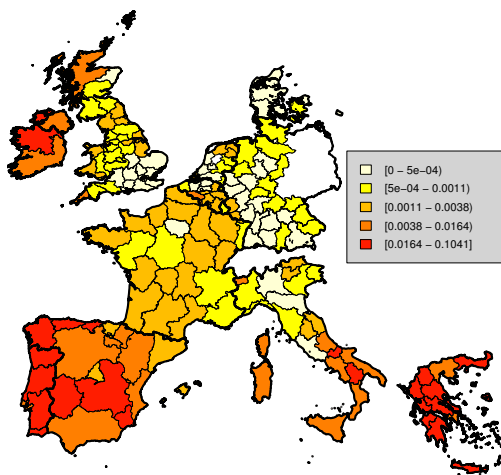 [0 − 5e−04)
[5e−04 − 0.0011)
[0.0011 − 0.0038)
[0.0038 − 0.0164)
[0.0164 − 0.1041]